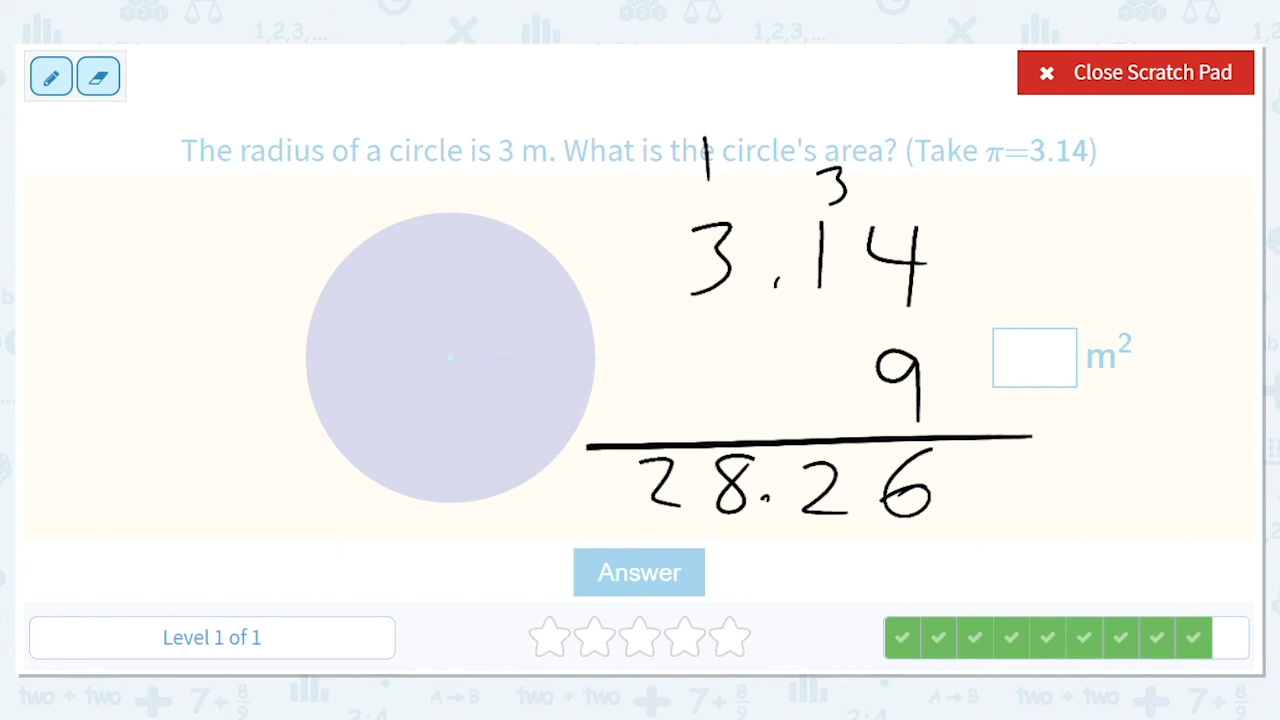 Close Scratch Pad
The radius of a circle is 3 m. What is the circle's area? (Take π=3.14)
1 3
3.14
9
28.26
m²
Answer
Level 1 of 1